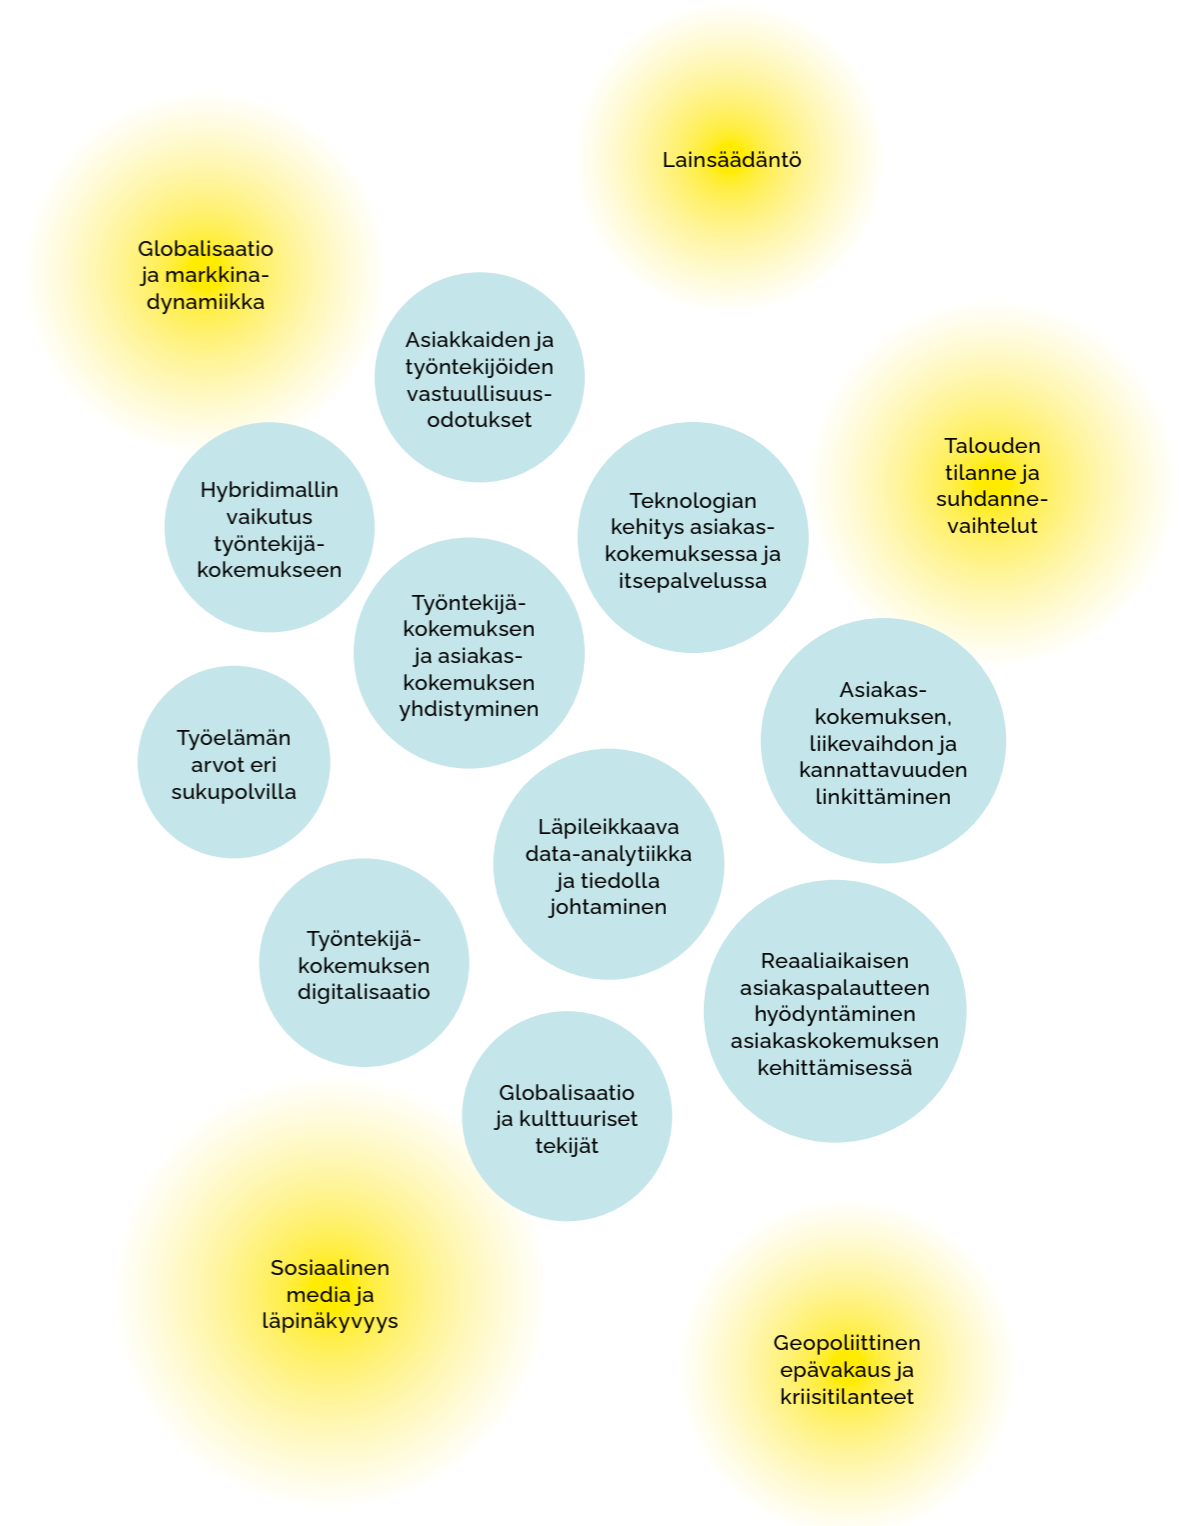 Lainsäädäntö
Globalisaatio
ja markkina-
dynamiikka
Asiakkaiden ja
työntekijöiden
vastuullisuus-
odotukset
Talouden
tilanne ja
suhdanne-
vaihtelut
Hybridimallin
vaikutus
työntekijä-
kokemukseen
Teknologian
kehitys asiakas-
kokemuksessa ja
itsepalvelussa
Työntekijä-
kokemuksen
ja asiakas-
kokemuksen
yhdistyminen
Asiakas-
kokemuksen,
liikevaihdon ja
kannattavuuden
linkittäminen
Työelämän
arvot eri
sukupolvilla
Läpileikkaava
data-analytiikka
ja tiedolla
johtaminen
Työntekijä-
kokemuksen
digitalisaatio
Reaaliaikaisen
asiakaspalautteen
hyödyntäminen
asiakaskokemuksen
kehittämisessä
Globalisaatio
ja kulttuuriset
tekijät
Sosiaalinen
media ja
läpinäkyvyys
Geopoliittinen
epävakaus ja
kriisitilanteet